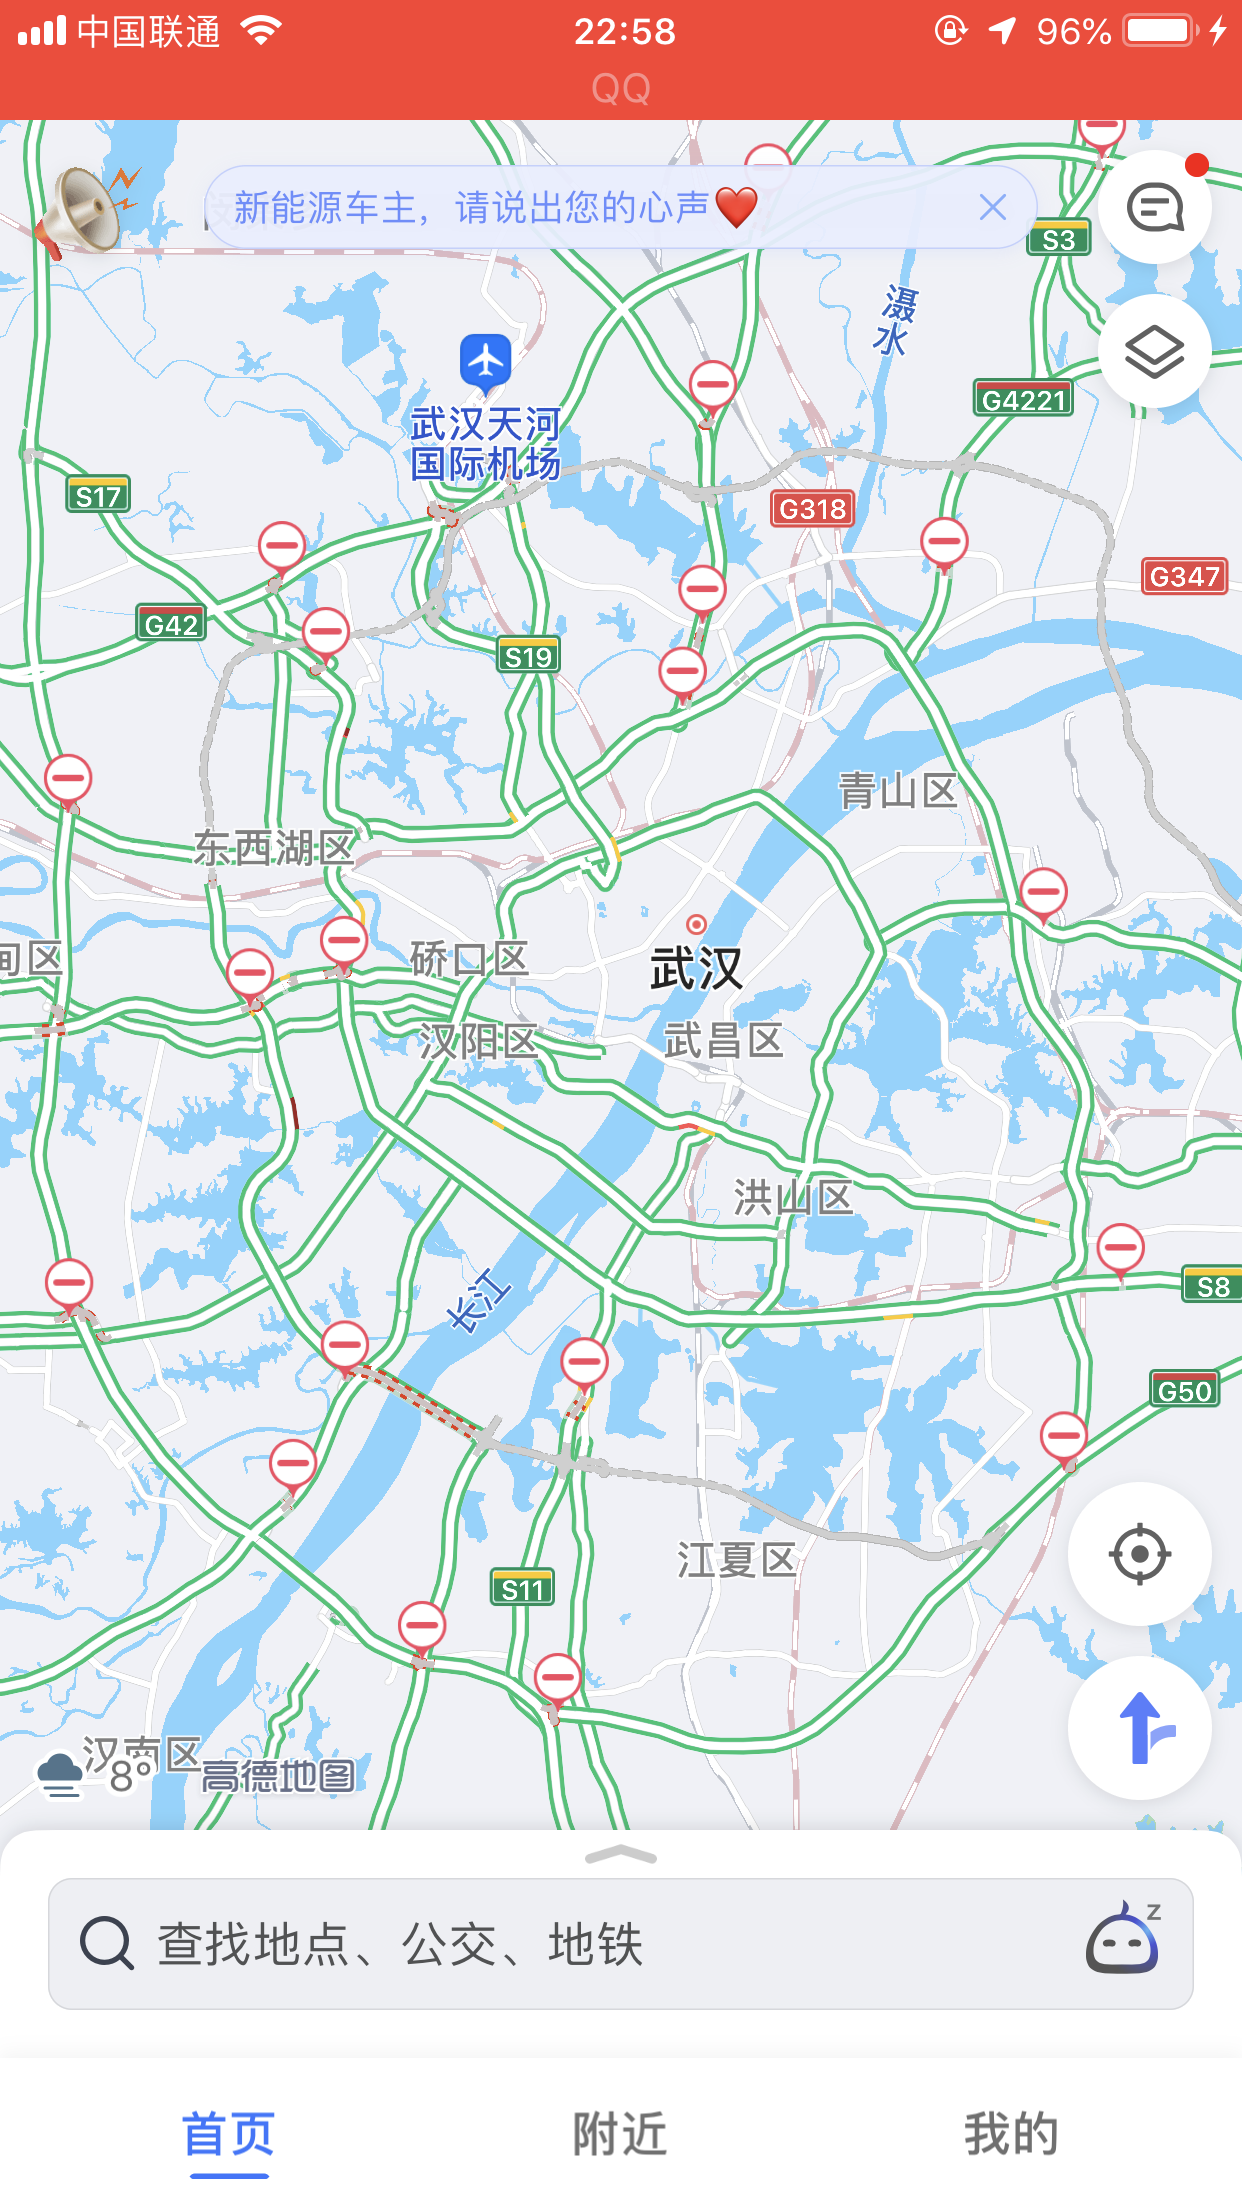 中国联通
22:58
96%
QQ
新能源车主，请说出您的心声
S3
滠水
G4221
武汉天河
国际机场
S17
G318
G347
G42
S19
青山区
东西湖区
甸区
硚口区
武汉
汉阳区
武昌区
洪山区
长江
S8
G50
江夏区
S11
汉南区
8°
高德地图
查找地点、公交、地铁
z
首页
附近
我的